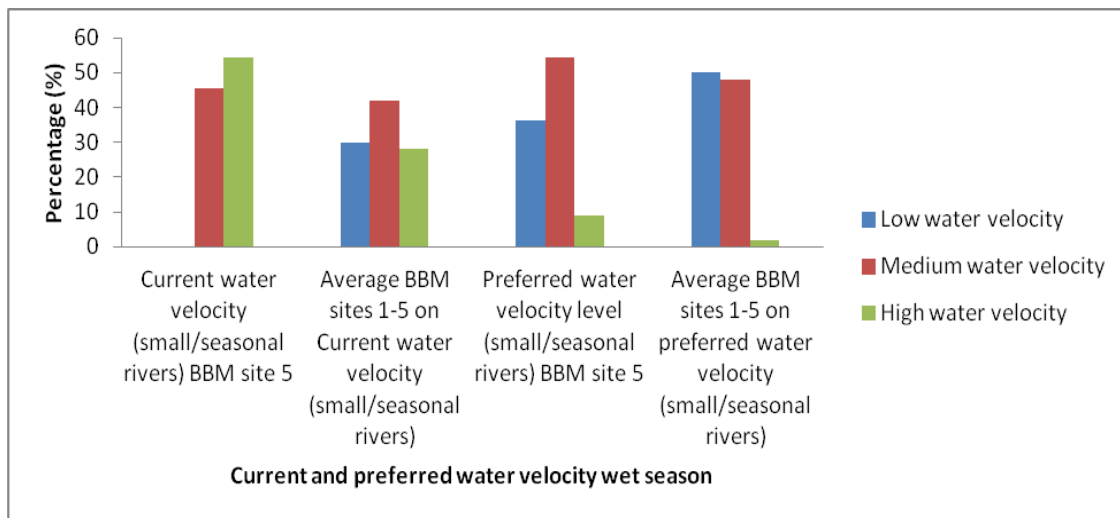 60
50
40
30
20
10
0
Percentage (%)
Current water
velocity
(small/seasonal
rivers) BBM site 5
Average BBM
sites 1-5 on
Current water
velocity
(small/seasonal
rivers)
Preferred water
velocity level
(small/seasonal
rivers) BBM site 5
Average BBM
sites 1-5 on
preferred water
velocity
(small/seasonal
rivers)
Current and preferred water velocity wet season
Low water velocity
Medium water velocity
High water velocity